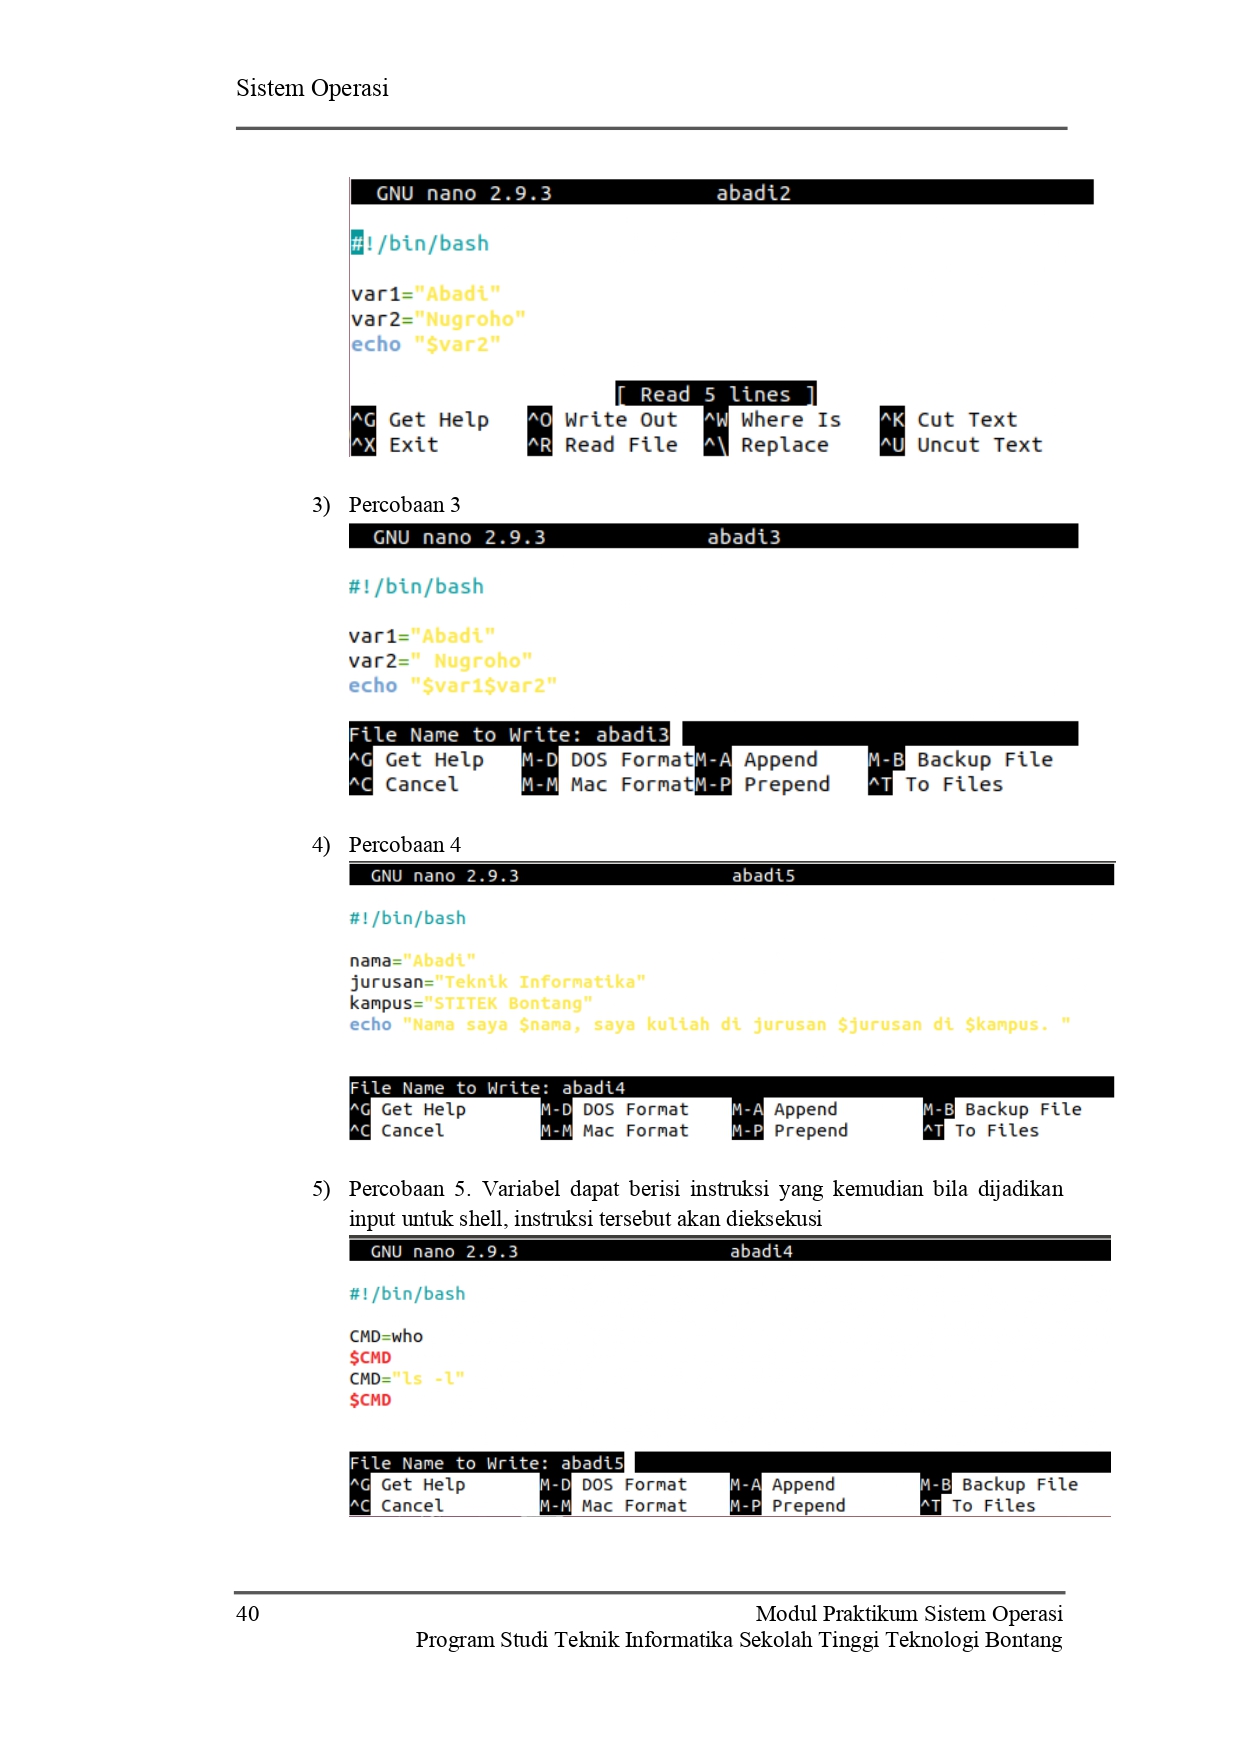 Sistem Operasi
GNU nano 2.9.3 abadi2
#!/bin/bash
var1="Abadi"
var2="Nugroho"
echo "$var2"
[ Read 5 lines ]
^G Get Help ^O Write Out ^W Where Is ^K Cut Text
^X Exit ^R Read File ^\ Replace ^U Uncut Text
3) Percobaan 3
GNU nano 2.9.3 abadi3
#!/bin/bash
var1="Abadi"
var2=" Nugroho"
echo "$var1$var2"
File Name to Write: abadi3
^G Get Help M-D DOS Format M-A Append M-B Backup File
^C Cancel M-M Mac Format M-P Prepend ^T To Files
4) Percobaan 4
GNU nano 2.9.3 abadi5
#!/bin/bash
nama="Abadi"
jurusan="Teknik Informatika"
kampus="STITEK Bontang"
echo "Nama saya $nama, saya kuliah di jurusan $jurusan di $kampus. "
File Name to Write: abadi4
^G Get Help M-D DOS Format M-A Append M-B Backup File
^C Cancel M-M Mac Format M-P Prepend ^T To Files
5) Percobaan 5. Variabel dapat berisi instruksi yang kemudian bila dijadikan
input untuk shell, instruksi tersebut akan dieksekusi
GNU nano 2.9.3 abadi4
#!/bin/bash
CMD=who
$CMD
CMD="ls -l"
$CMD
File Name to Write: abadi5
^G Get Help M-D DOS Format M-A Append M-B Backup File
^C Cancel M-M Mac Format M-P Prepend ^T To Files
40 Modul Praktikum Sistem Operasi
Program Studi Teknik Informatika Sekolah Tinggi Teknologi Bontang